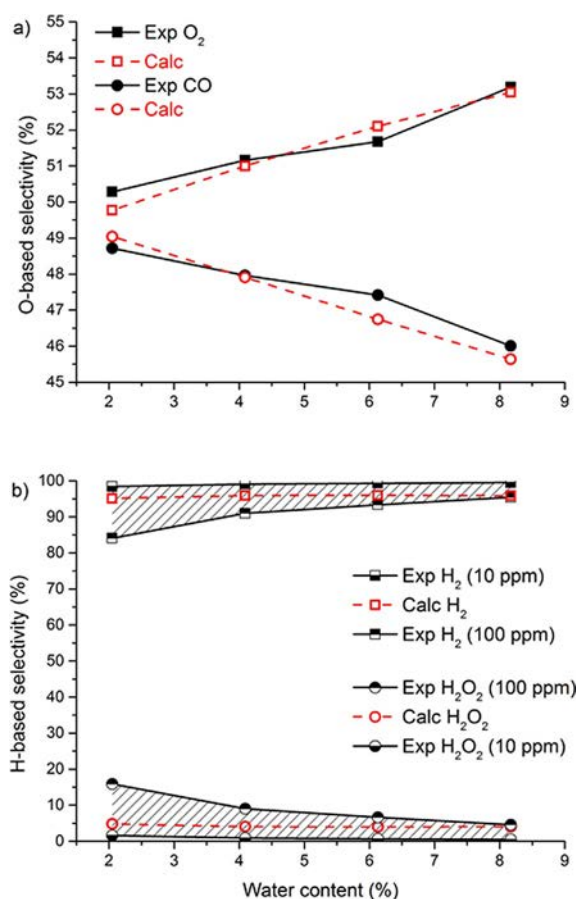 a)
Exp O₂
Calc
Exp CO
Calc
O-based selectivity (%)
55
54
53
52
51
50
49
48
47
46
45
2 3 4 5 6 7 8 9
b)
H-based selectivity (%)
100
90
80
70
60
50
40
30
20
10
0
Exp H₂ (10 ppm)
Calc H₂
Exp H₂ (100 ppm)
Exp H₂O₂ (100 ppm)
Calc H₂O₂
Exp H₂O₂ (10 ppm)
2 3 4 5 6 7 8 9
Water content (%)